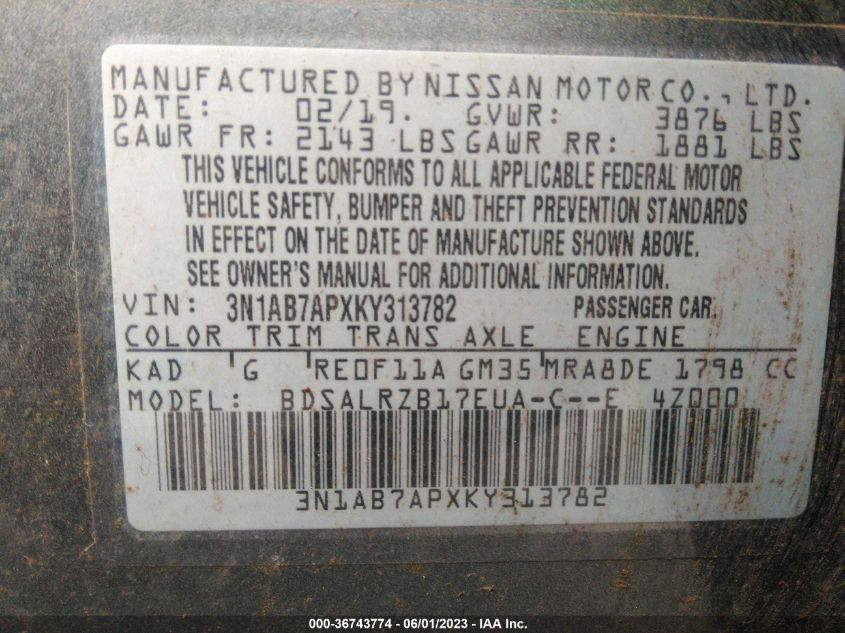 MANUFACTURED BY NISSAN MOTOR CO., LTD.
DATE: 02/19. GVWR: 3876 LBS
GAWR FR: 2143 LBS GAWR RR: 1881 LBS
THIS VEHICLE CONFORMS TO ALL APPLICABLE FEDERAL MOTOR
VEHICLE SAFETY, BUMPER AND THEFT PREVENTION STANDARDS
IN EFFECT ON THE DATE OF MANUFACTURE SHOWN ABOVE.
SEE OWNER'S MANUAL FOR ADDITIONAL INFORMATION.
VIN: 3N1AB7APXKY313782 PASSENGER CAR.
COLOR TRIM TRANS AXLE ENGINE
KAD G RE0F11A GM35 MRA8DE 1798 CC
MODEL: BDSALRZB17EUA-C--E 4Z000
3N1AB7APXKY313782
000-36743774 - 06/01/2023 - IAA Inc.